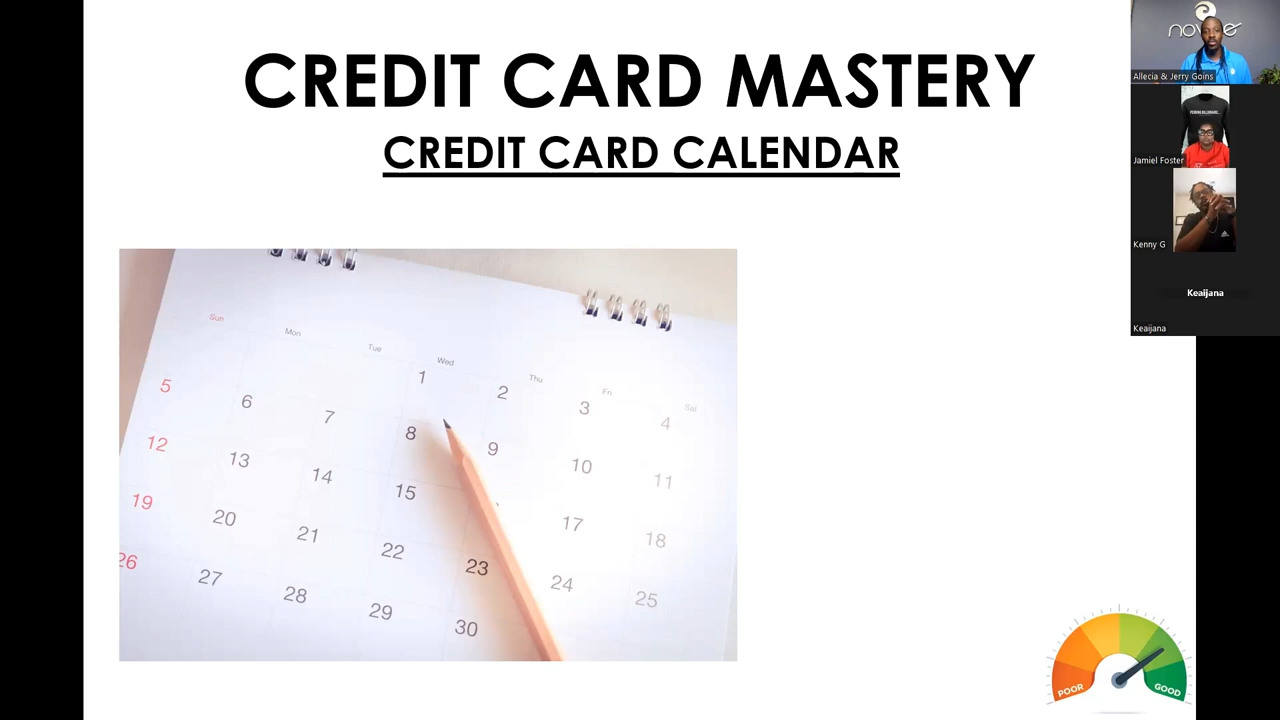 CREDIT CARD MASTERY
CREDIT CARD CALENDAR
Sun Mon Tue Wed Thu Fri Sat
1 2 3 4
5 6 7 8 9 10 11
12 13 14 15 17 18
19 20 21 22 23 24 25
26 27 28 29 30
POOR GOOD
Allecia & Jerry Goins
Jamiel Foster
Kenny G
Keaijana
Keaijana